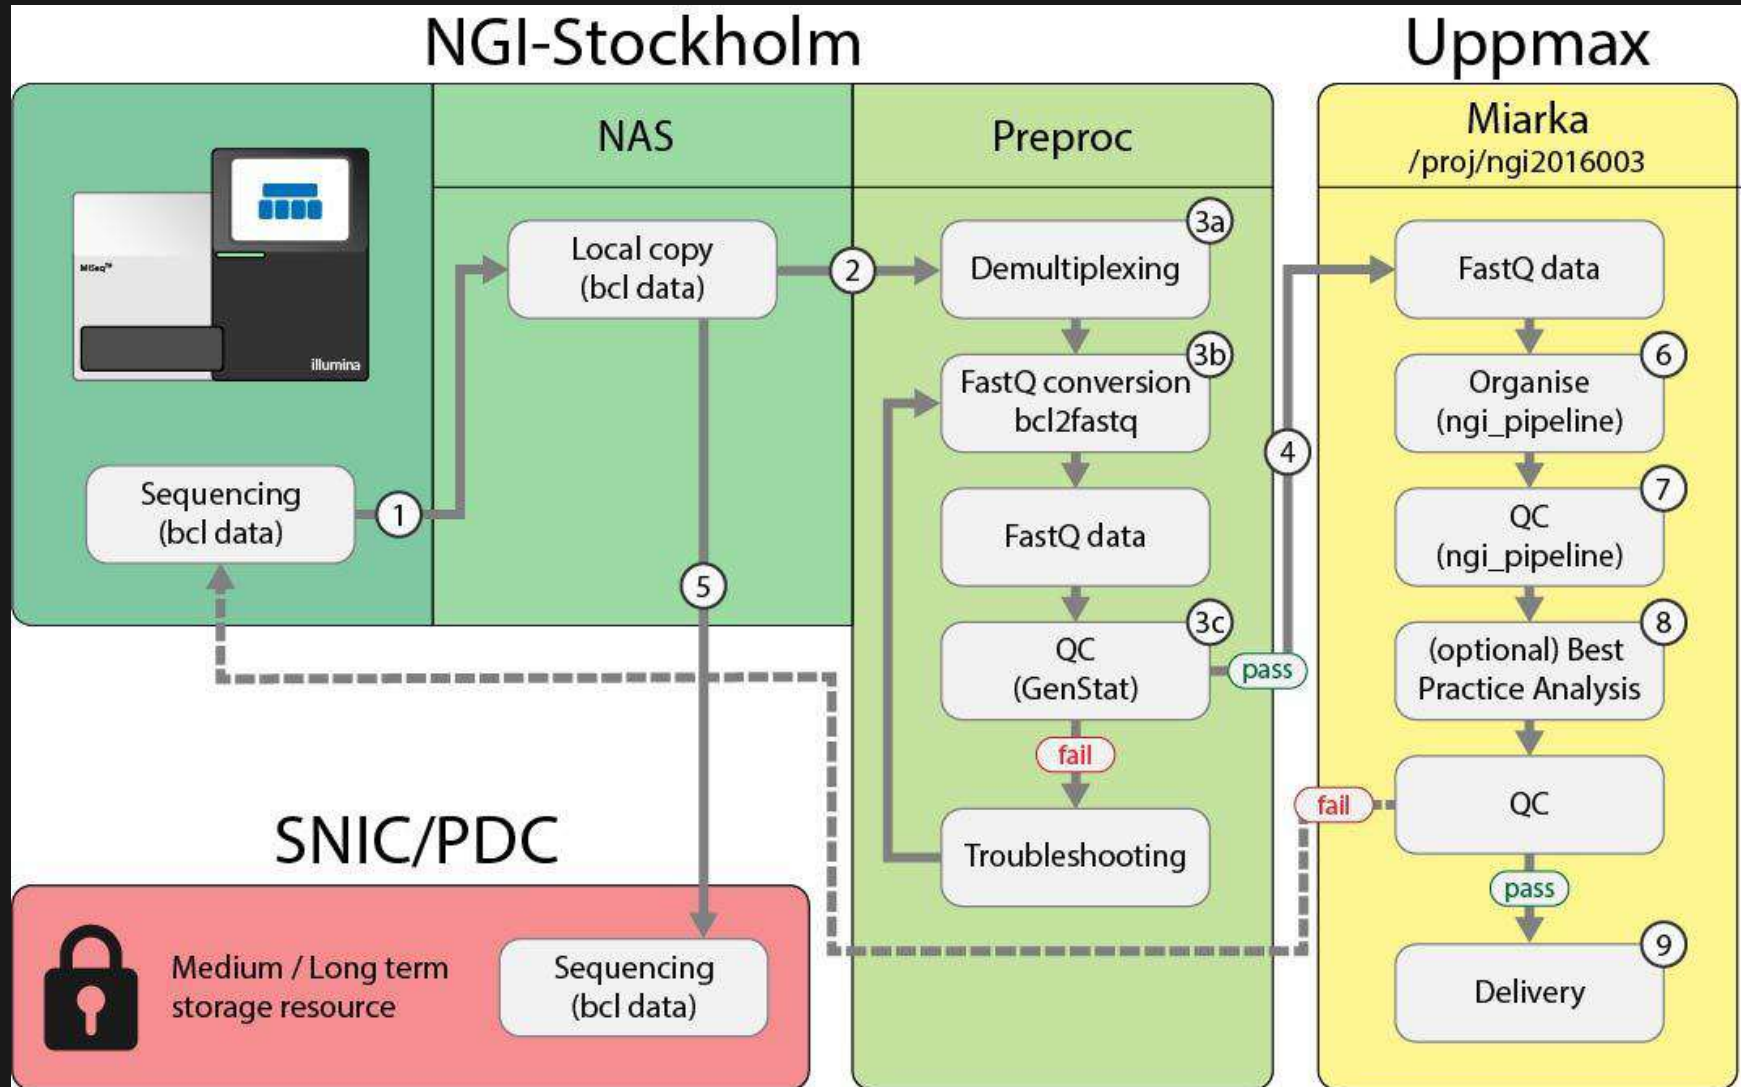 NGI-Stockholm
Uppmax
NAS
Preproc
Miarka
/proj/ngi2016003
MiSeq™
illumina
Sequencing
(bcl data)
1
Local copy
(bcl data)
2
5
3a
Demultiplexing
3b
FastQ conversion
bcl2fastq
FastQ data
3c
QC
(GenStat)
pass
fail
Troubleshooting
4
FastQ data
6
Organise
(ngi_pipeline)
7
QC
(ngi_pipeline)
8
(optional) Best
Practice Analysis
QC
fail
pass
9
Delivery
SNIC/PDC
Medium / Long term
storage resource
Sequencing
(bcl data)